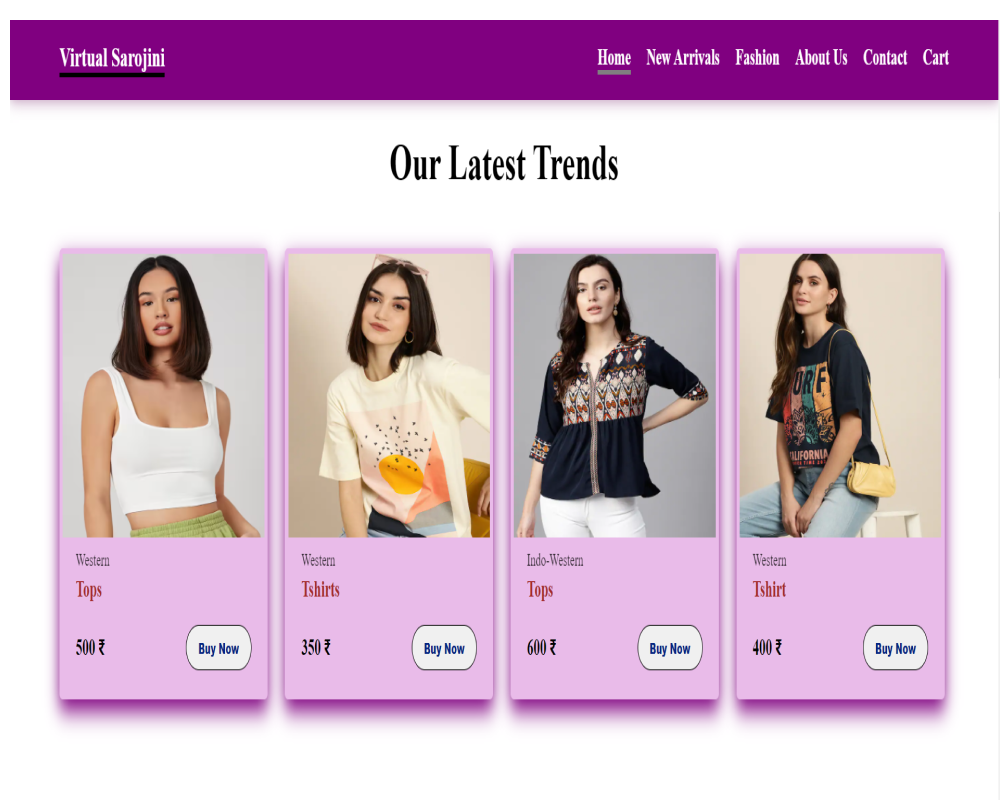 Virtual Sarojini
Home New Arrivals Fashion About Us Contact Cart
Our Latest Trends
CALIFORNIA
Western Western Indo-Western Western
Tops Tshirts Tops Tshirt
500 ₹ Buy Now 350 ₹ Buy Now 600 ₹ Buy Now 400 ₹ Buy Now